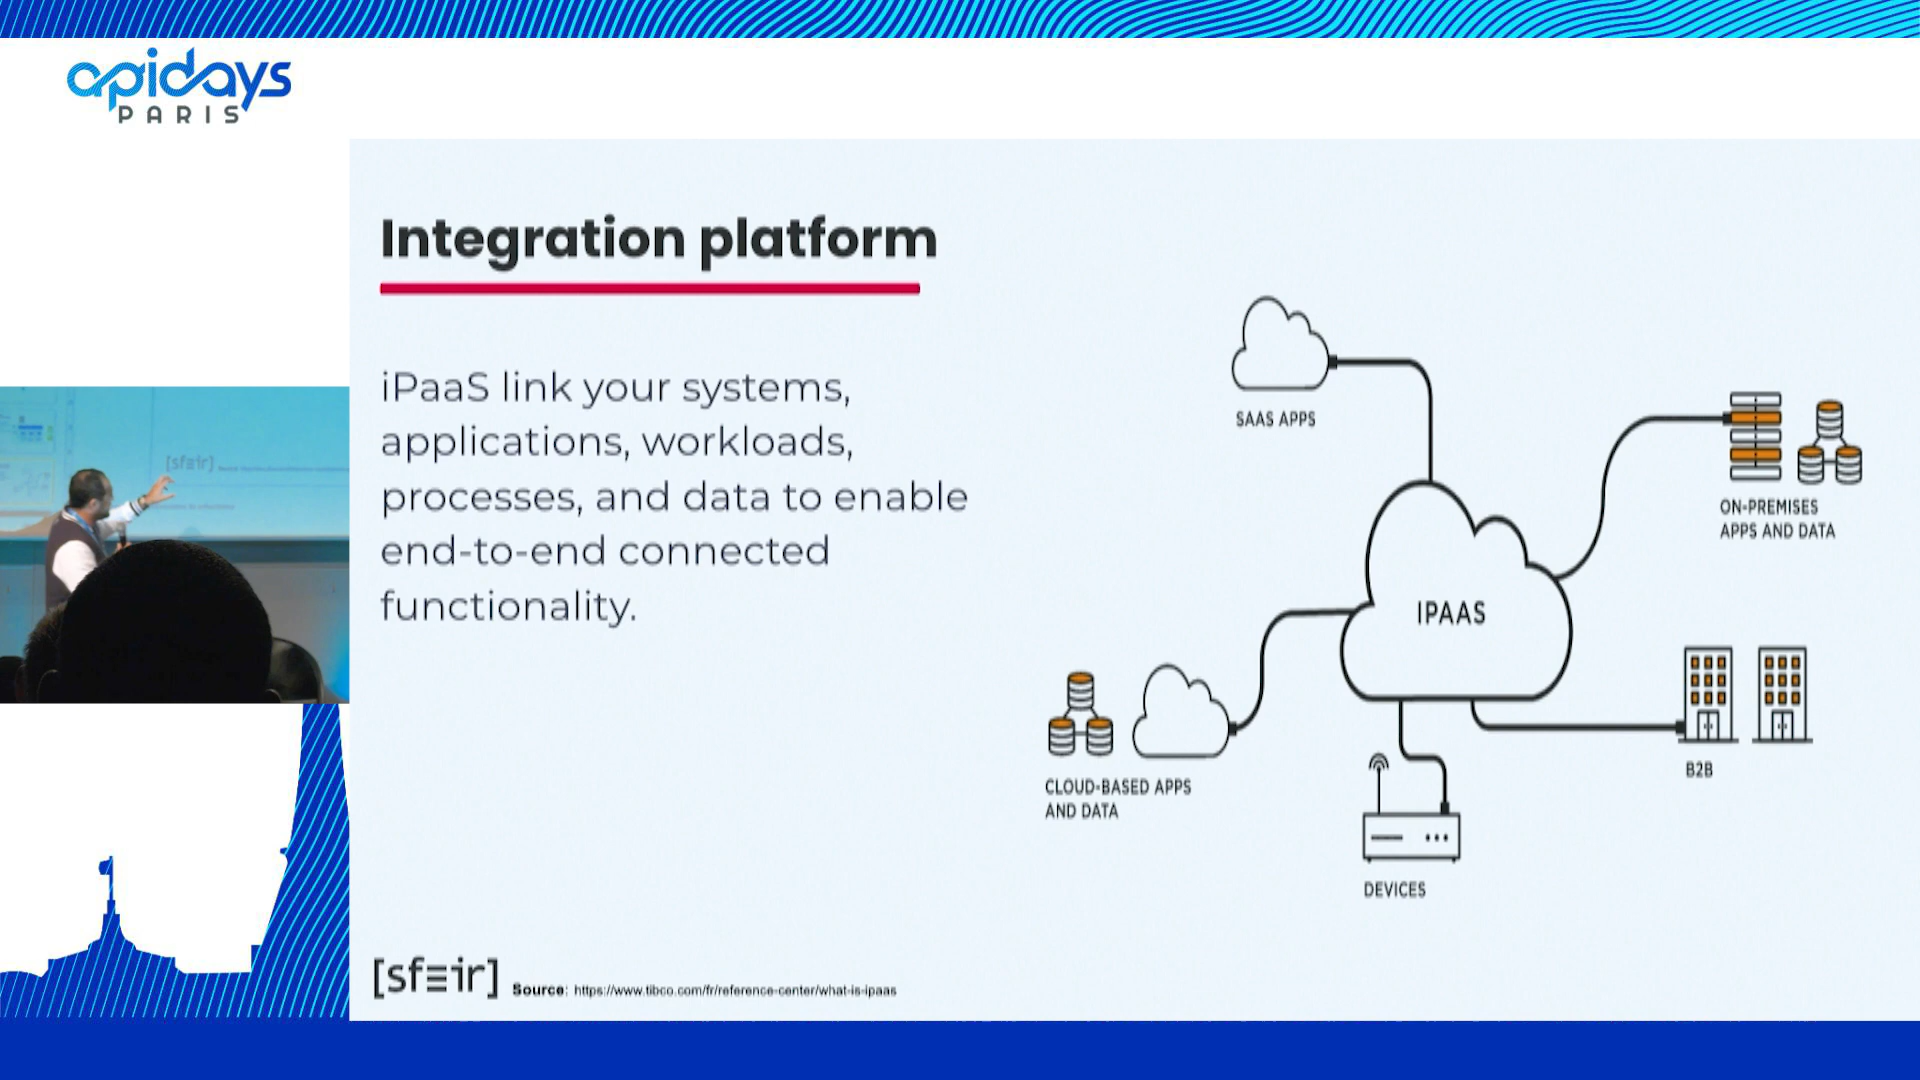 apidays
PARIS
Integration platform
iPaaS link your systems,
applications, workloads,
processes, and data to enable
end-to-end connected
functionality.
SAAS APPS
ON-PREMISES
APPS AND DATA
IPAAS
CLOUD-BASED APPS
AND DATA
B2B
DEVICES
[sfeir]
[sfeir] Source: https://www.tibco.com/fr/reference-center/what-is-ipaas